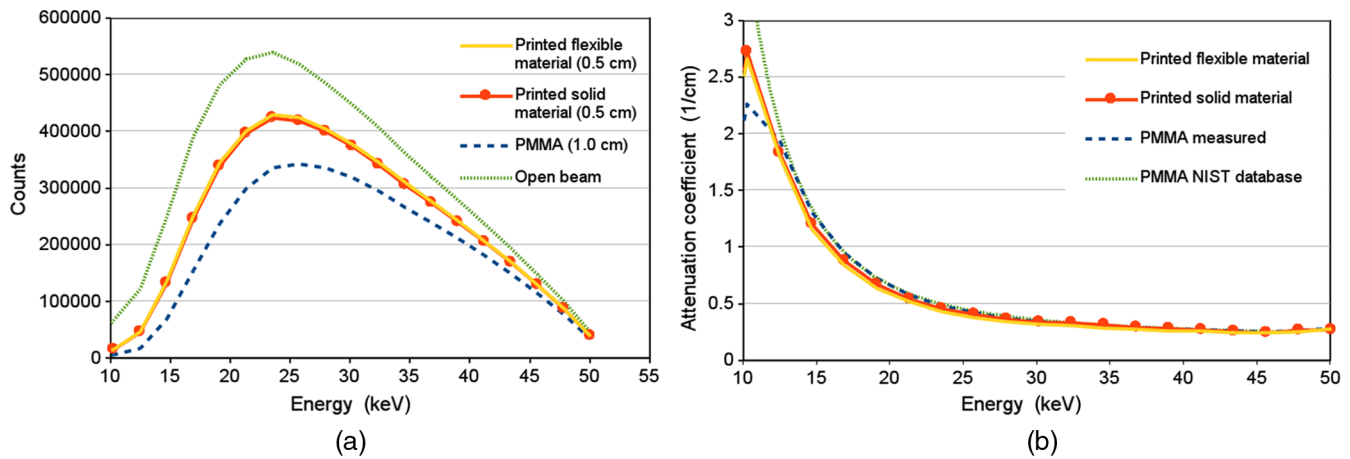 600000
500000
400000
300000
200000
100000
0
Counts
10 15 20 25 30 35 40 45 50 55
Energy (keV)
Printed flexible
material (0.5 cm)
Printed solid
material (0.5 cm)
PMMA (1.0 cm)
Open beam
(a)
3
2.5
2
1.5
1
0.5
0
Attenuation coefficient (1/cm)
10 15 20 25 30 35 40 45 50
Energy (keV)
Printed flexible material
Printed solid material
PMMA measured
PMMA NIST database
(b)